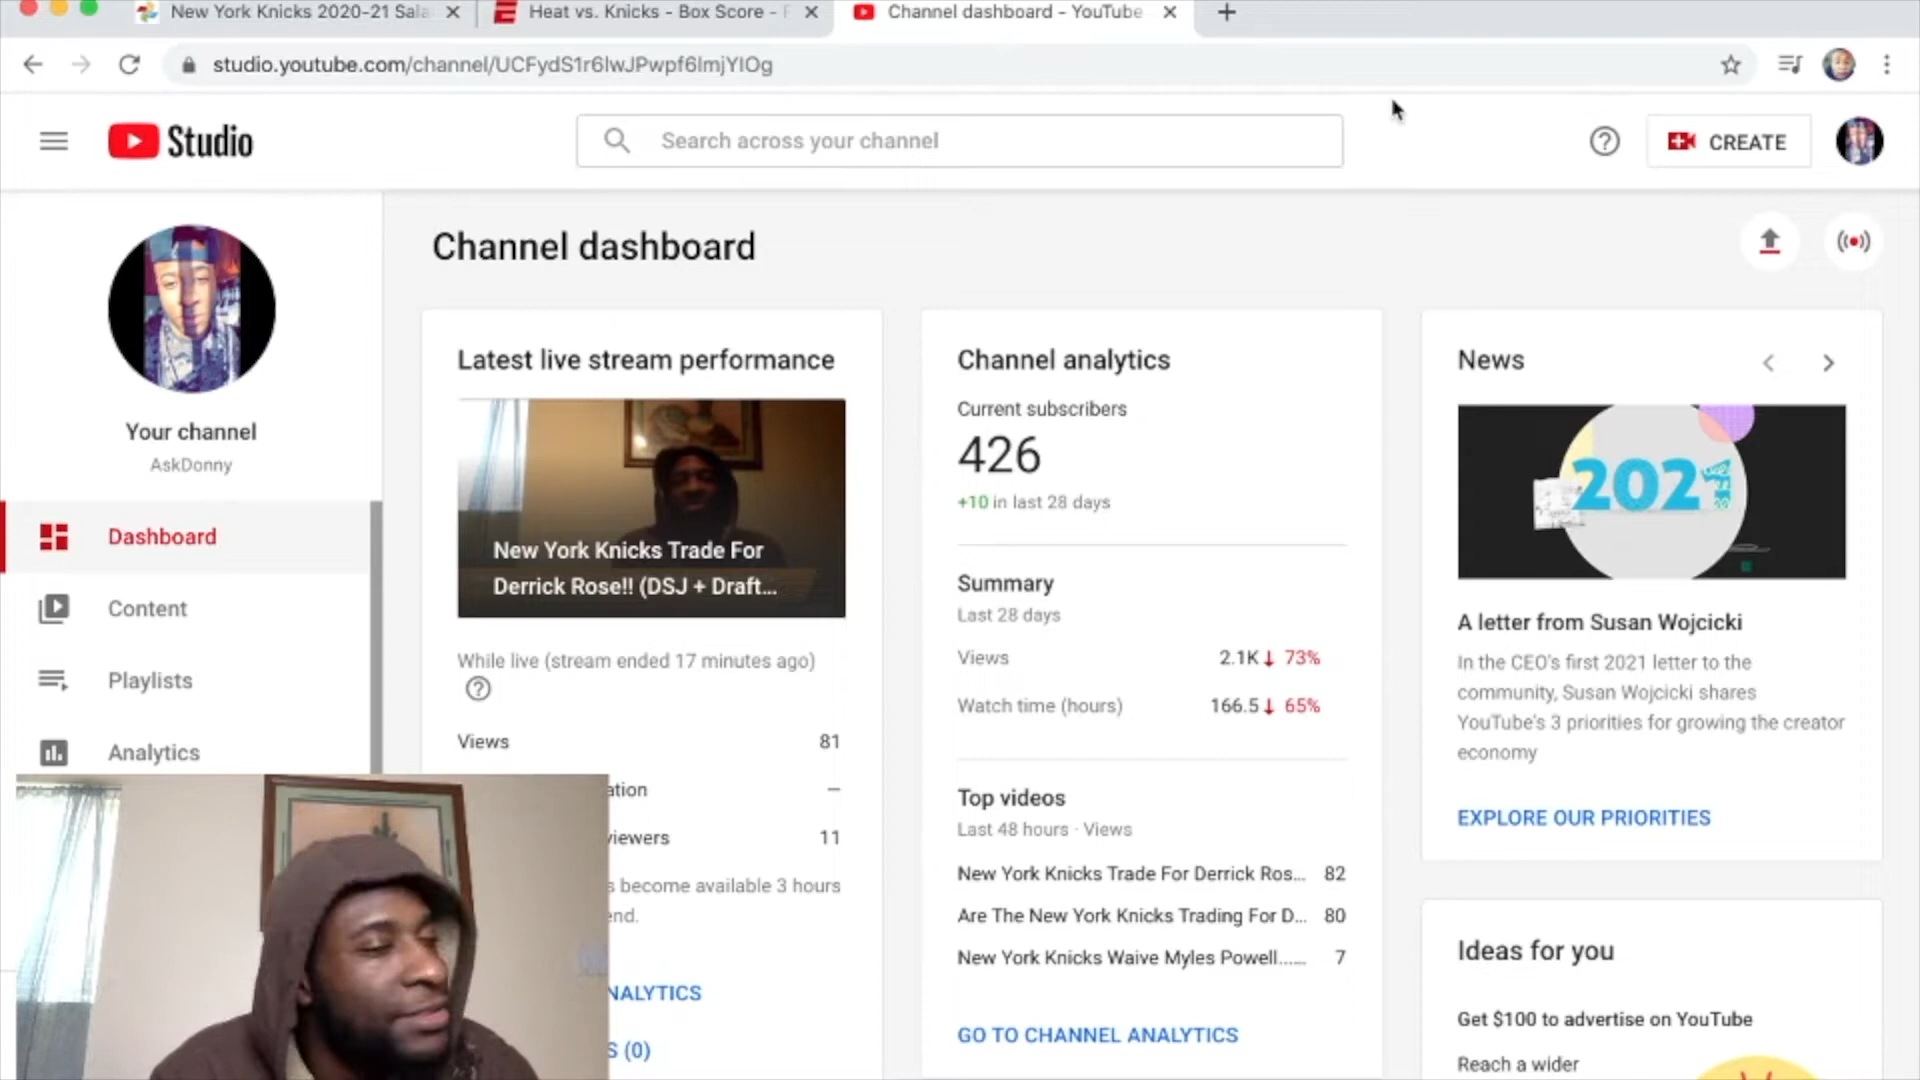 New York Knicks 2020-21 Sala
Heat vs. Knicks - Box Score -
Channel dashboard - YouTube
studio.youtube.com/channel/UCFydS1r6lwJPwpf6ImjYIOg
Studio
Search across your channel
CREATE
Channel dashboard
Your channel
AskDonny
Dashboard
Content
Playlists
Analytics
Latest live stream performance
New York Knicks Trade For
Derrick Rose!! (DSJ + Draft...
While live (stream ended 17 minutes ago)
Views 81
ation –
viewers 11
s become available 3 hours
end.
NALYTICS
S (0)
Channel analytics
Current subscribers
426
+10 in last 28 days
Summary
Last 28 days
Views 2.1K 73%
Watch time (hours) 166.5 65%
Top videos
Last 48 hours · Views
New York Knicks Trade For Derrick Ros... 82
Are The New York Knicks Trading For D... 80
New York Knicks Waive Myles Powell...... 7
GO TO CHANNEL ANALYTICS
News
2021
A letter from Susan Wojcicki
In the CEO's first 2021 letter to the
community, Susan Wojcicki shares
YouTube's 3 priorities for growing the creator
economy
EXPLORE OUR PRIORITIES
Ideas for you
Get $100 to advertise on YouTube
Reach a wider